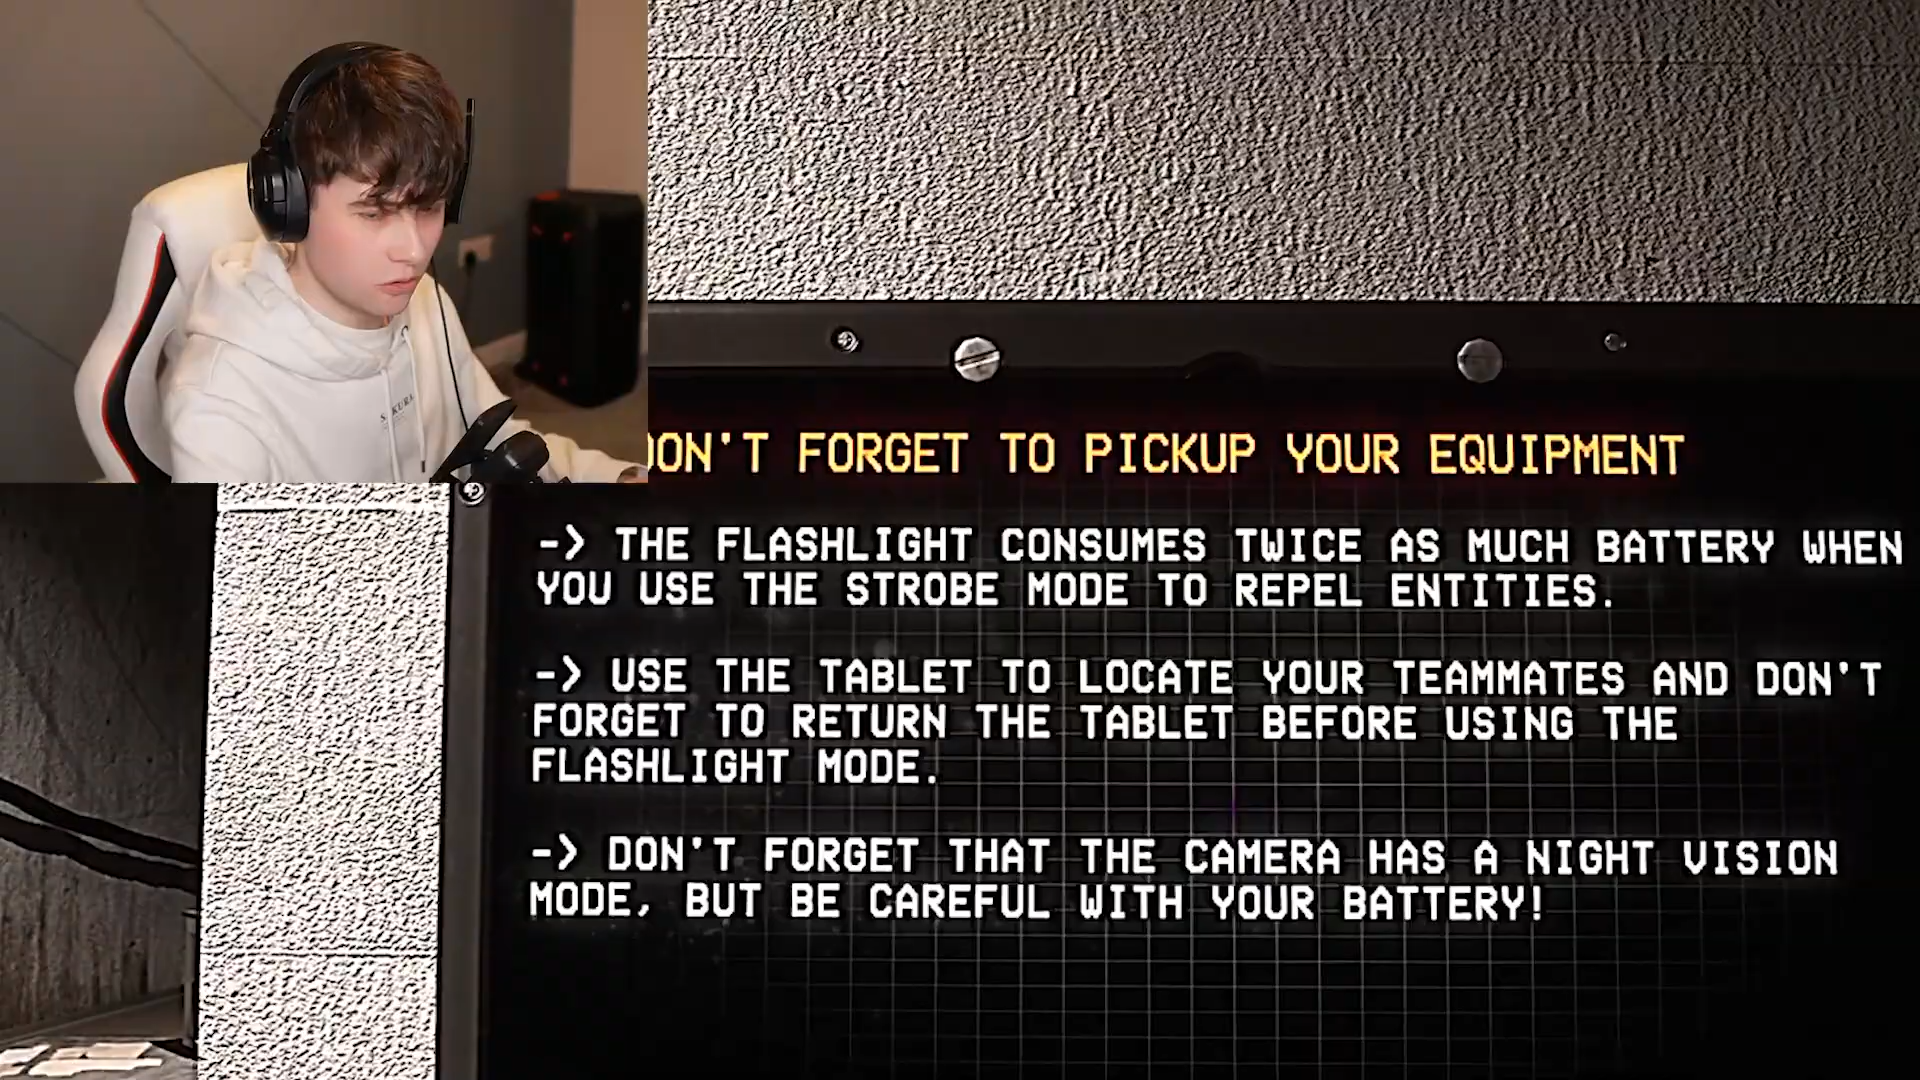 DON'T FORGET TO PICKUP YOUR EQUIPMENT
-> THE FLASHLIGHT CONSUMES TWICE AS MUCH BATTERY WHEN
YOU USE THE STROBE MODE TO REPEL ENTITIES.
-> USE THE TABLET TO LOCATE YOUR TEAMMATES AND DON'T
FORGET TO RETURN THE TABLET BEFORE USING THE
FLASHLIGHT MODE.
-> DON'T FORGET THAT THE CAMERA HAS A NIGHT VISION
MODE, BUT BE CAREFUL WITH YOUR BATTERY!